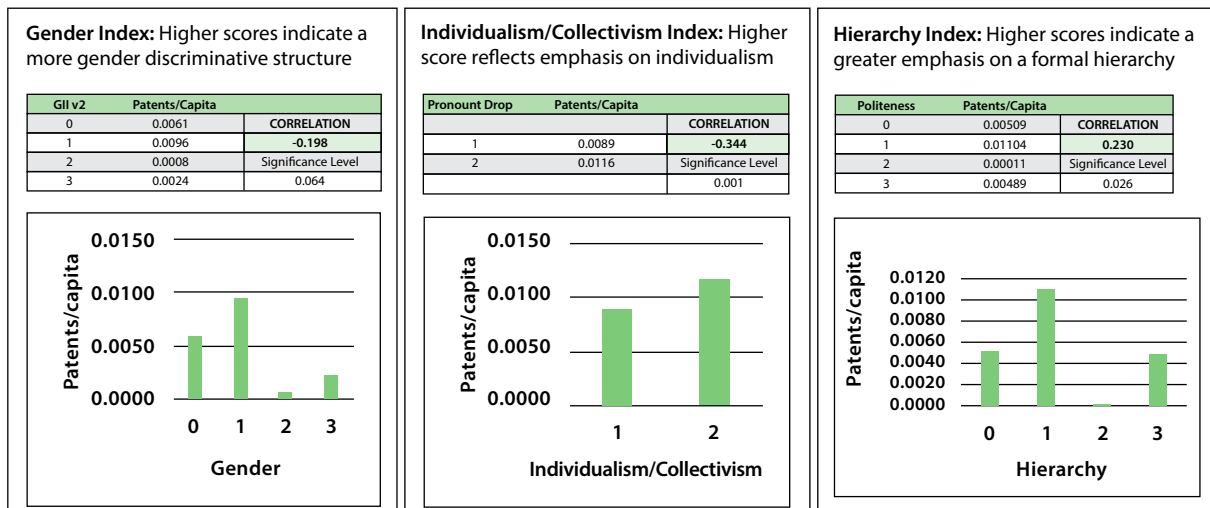 Gender Index: Higher scores indicate a
more gender discriminative structure
GII v2 Patents/Capita
0 0.0061 CORRELATION
1 0.0096 -0.198
2 0.0008 Significance Level
3 0.0024 0.064
0.0150
0.0100
0.0050
0.0000
Patents/capita
0 1 2 3
Gender
Individualism/Collectivism Index: Higher
score reflects emphasis on individualism
Pronount Drop Patents/Capita
CORRELATION
1 0.0089 -0.344
2 0.0116 Significance Level
0.001
0.0150
0.0100
0.0050
0.0000
Patents/capita
1 2
Individualism/Collectivism
Hierarchy Index: Higher scores indicate a
greater emphasis on a formal hierarchy
Politeness Patents/Capita
0 0.00509 CORRELATION
1 0.01104 0.230
2 0.00011 Significance Level
3 0.00489 0.026
0.0120
0.0100
0.0080
0.0060
0.0040
0.0020
0.0000
Patents/capita
0 1 2 3
Hierarchy